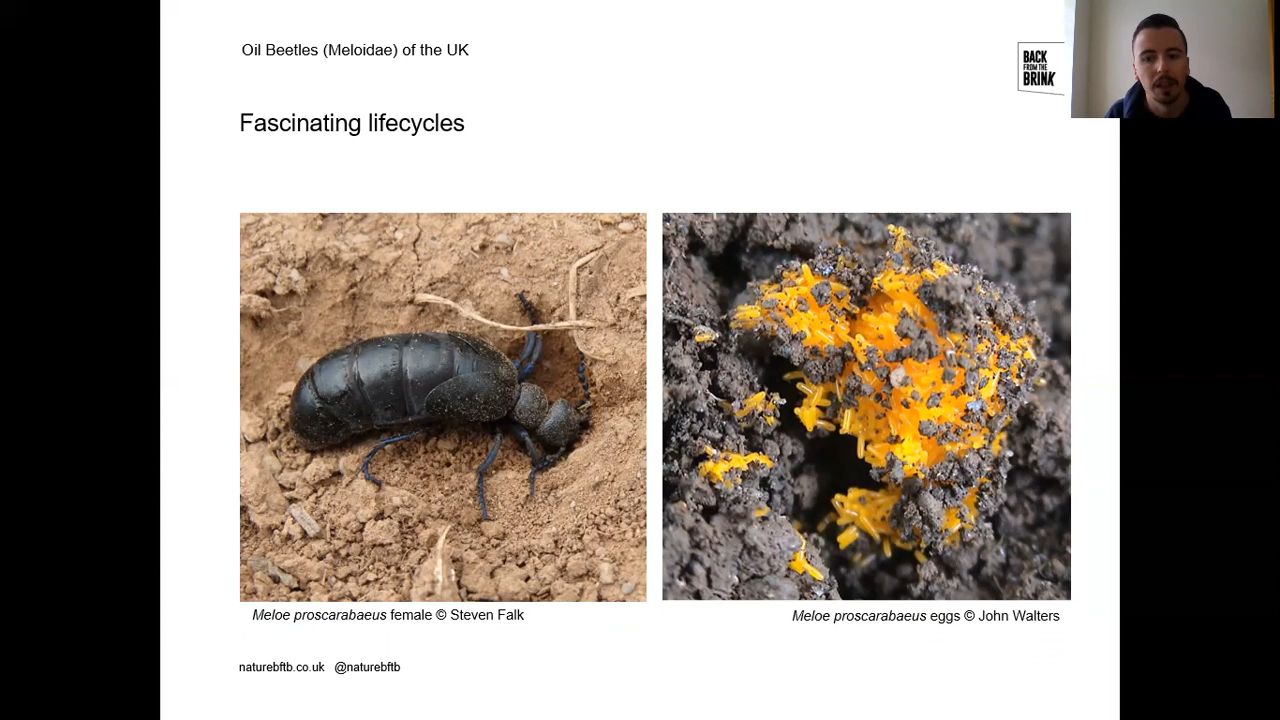 Oil Beetles (Meloidae) of the UK
BACK
FROM THE
BRINK
Fascinating lifecycles
Meloe proscarabaeus female © Steven Falk
Meloe proscarabaeus eggs © John Walters
naturebftb.co.uk @naturebftb